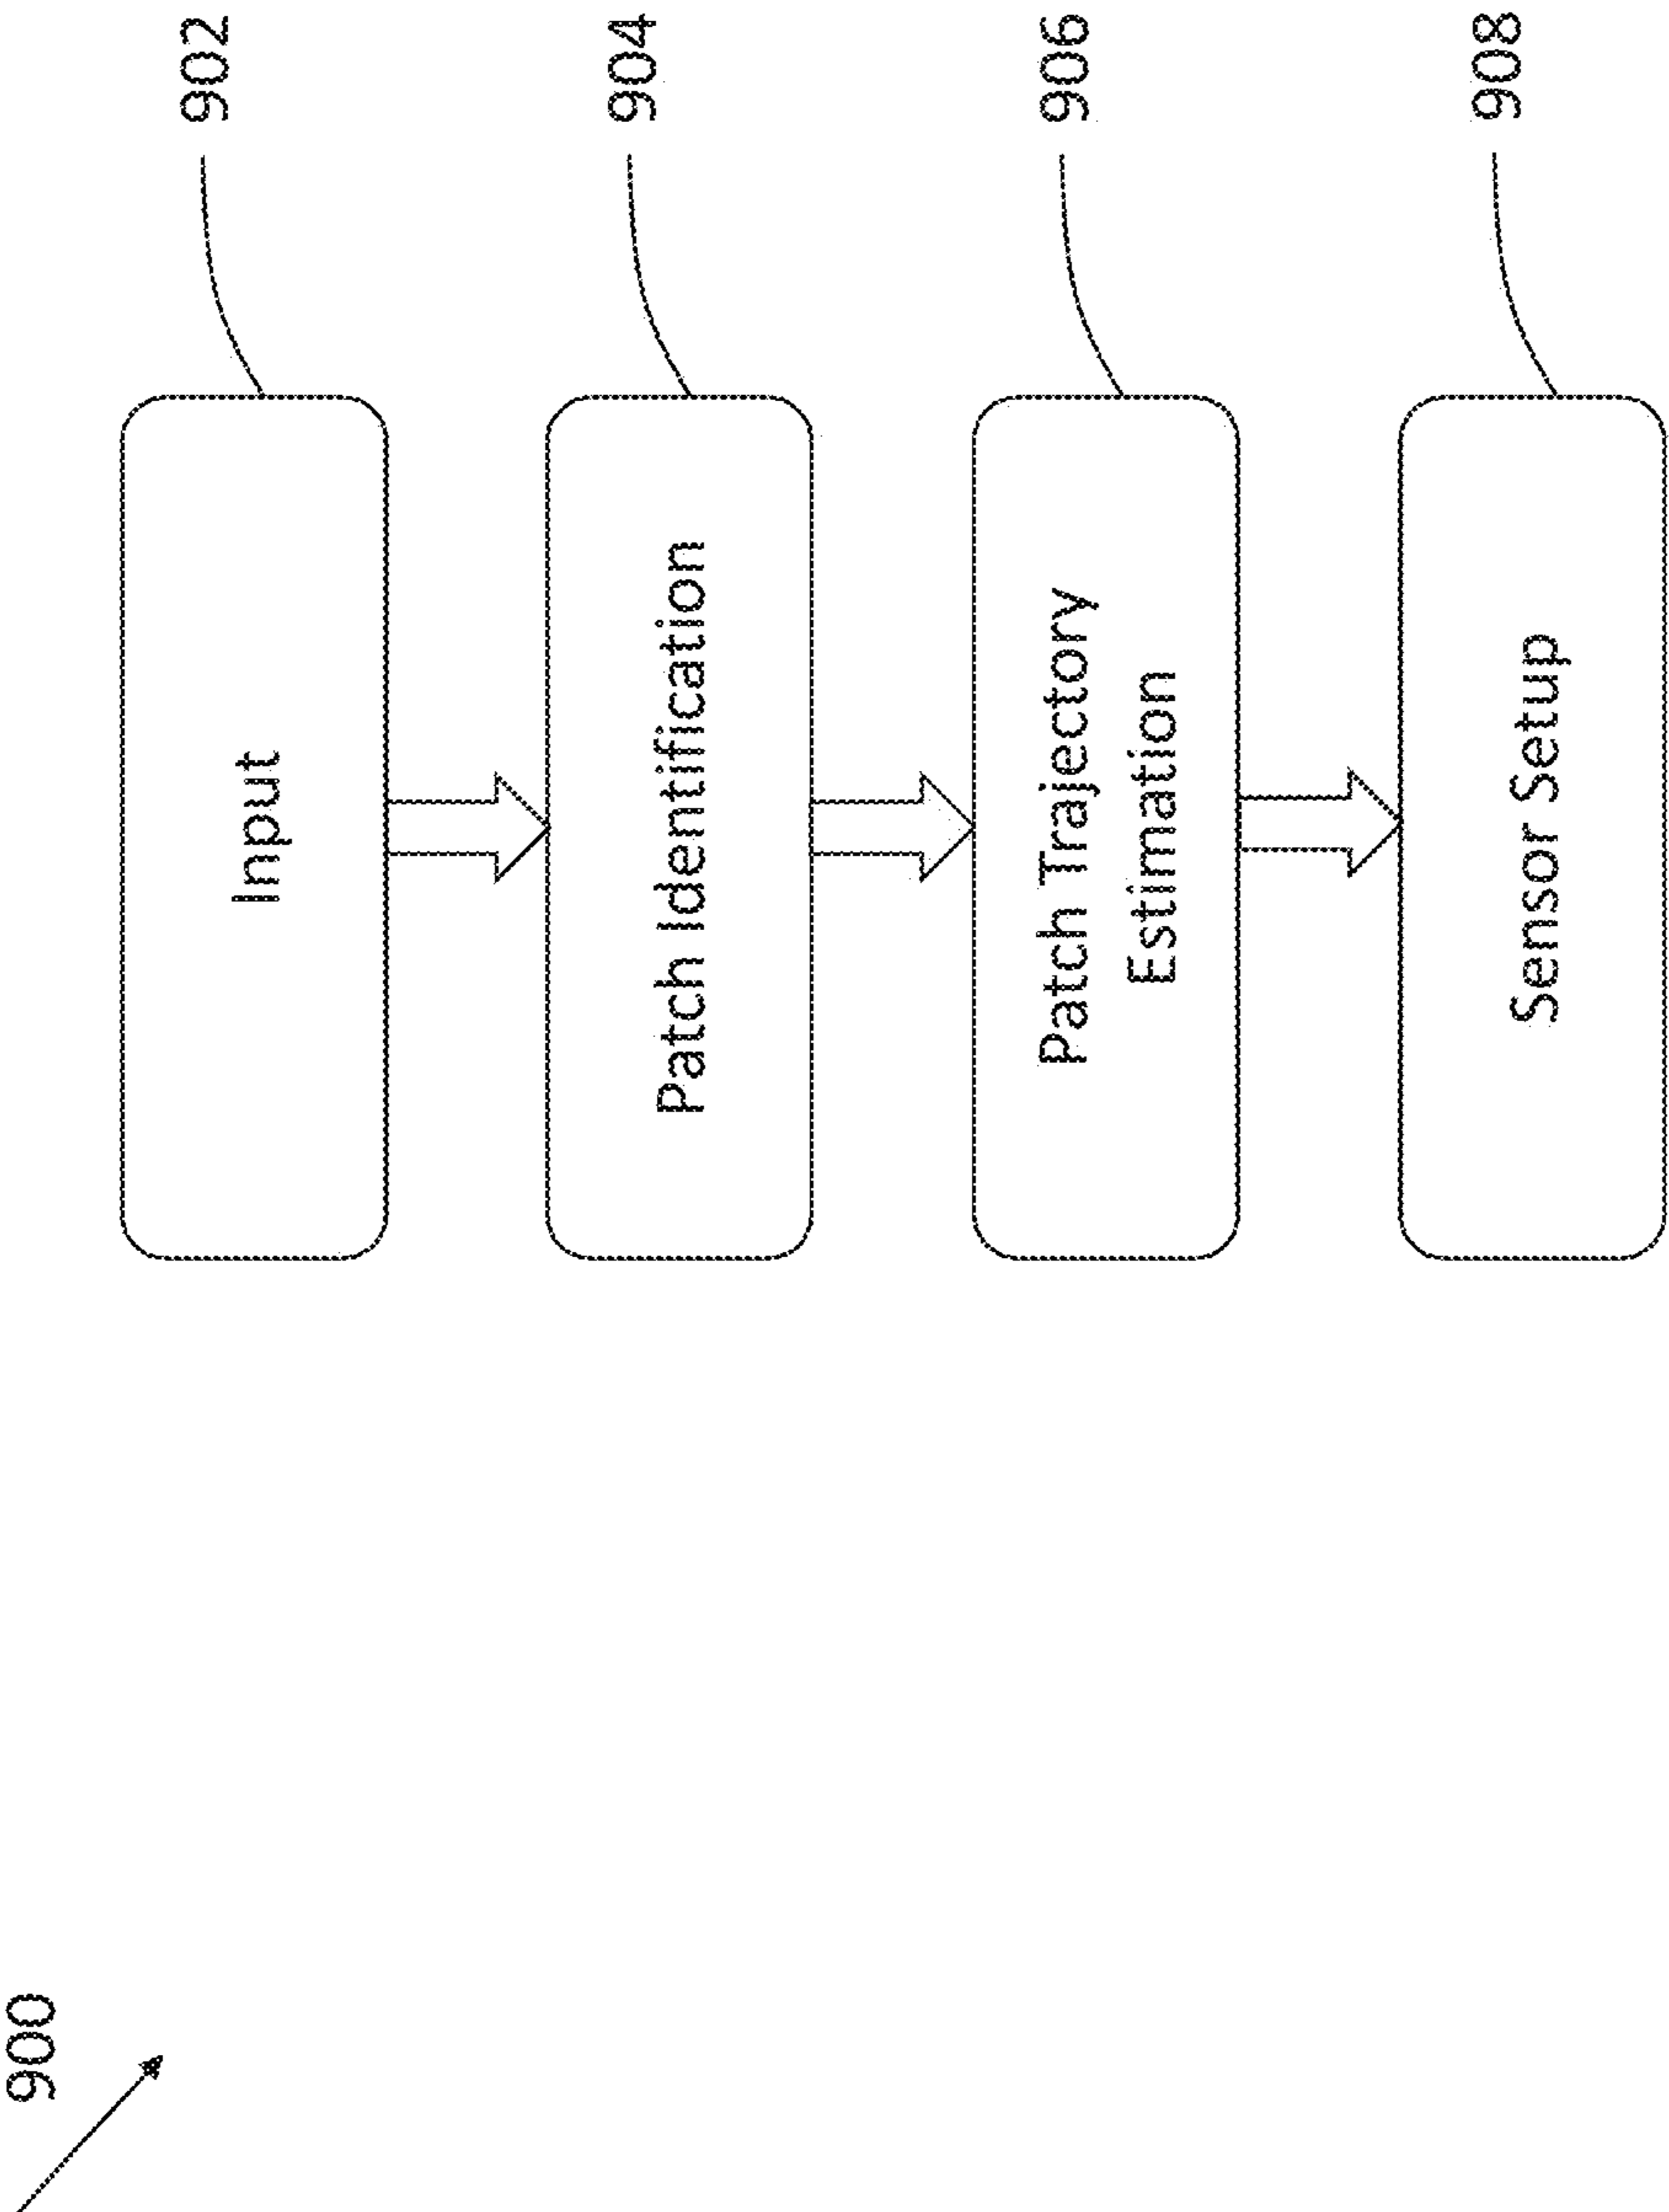 900
Input
902
Patch Identification
904
Patch Trajectory
Estimation
906
Sensor Setup
908